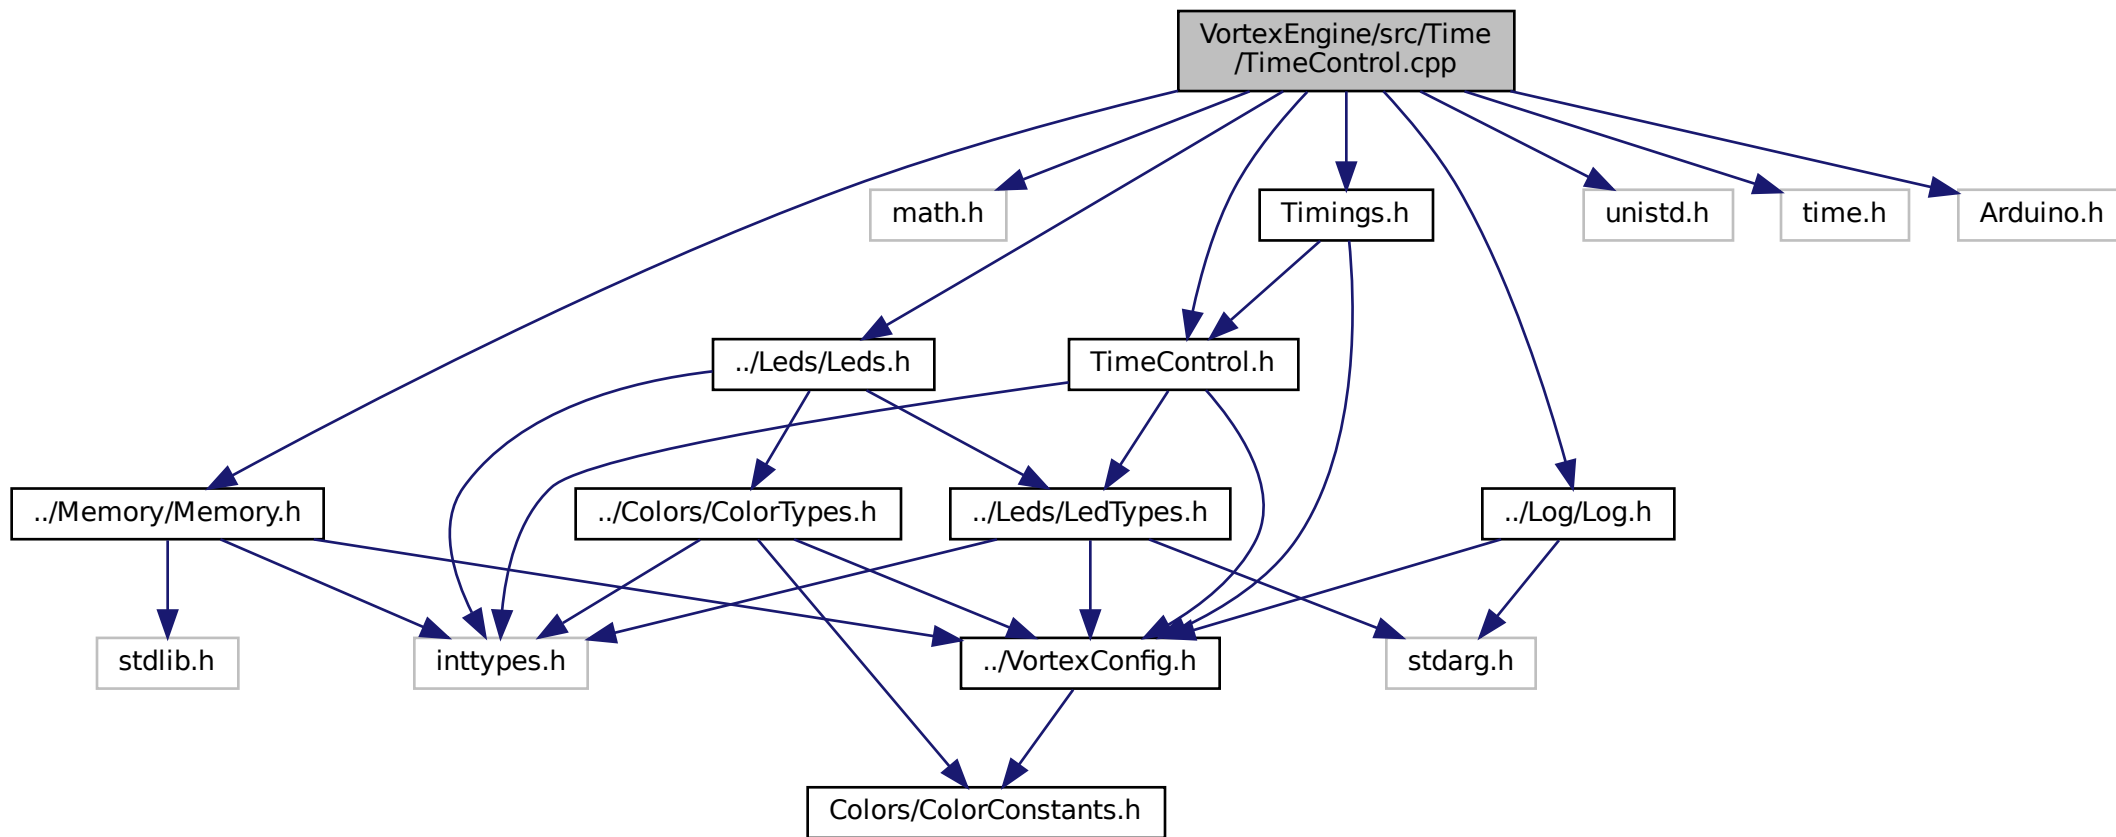 VortexEngine/src/Time
/TimeControl.cpp
math.h
Timings.h
unistd.h
time.h
Arduino.h
../Leds/Leds.h
TimeControl.h
../Memory/Memory.h
../Colors/ColorTypes.h
../Leds/LedTypes.h
../Log/Log.h
stdlib.h
inttypes.h
../VortexConfig.h
stdarg.h
Colors/ColorConstants.h